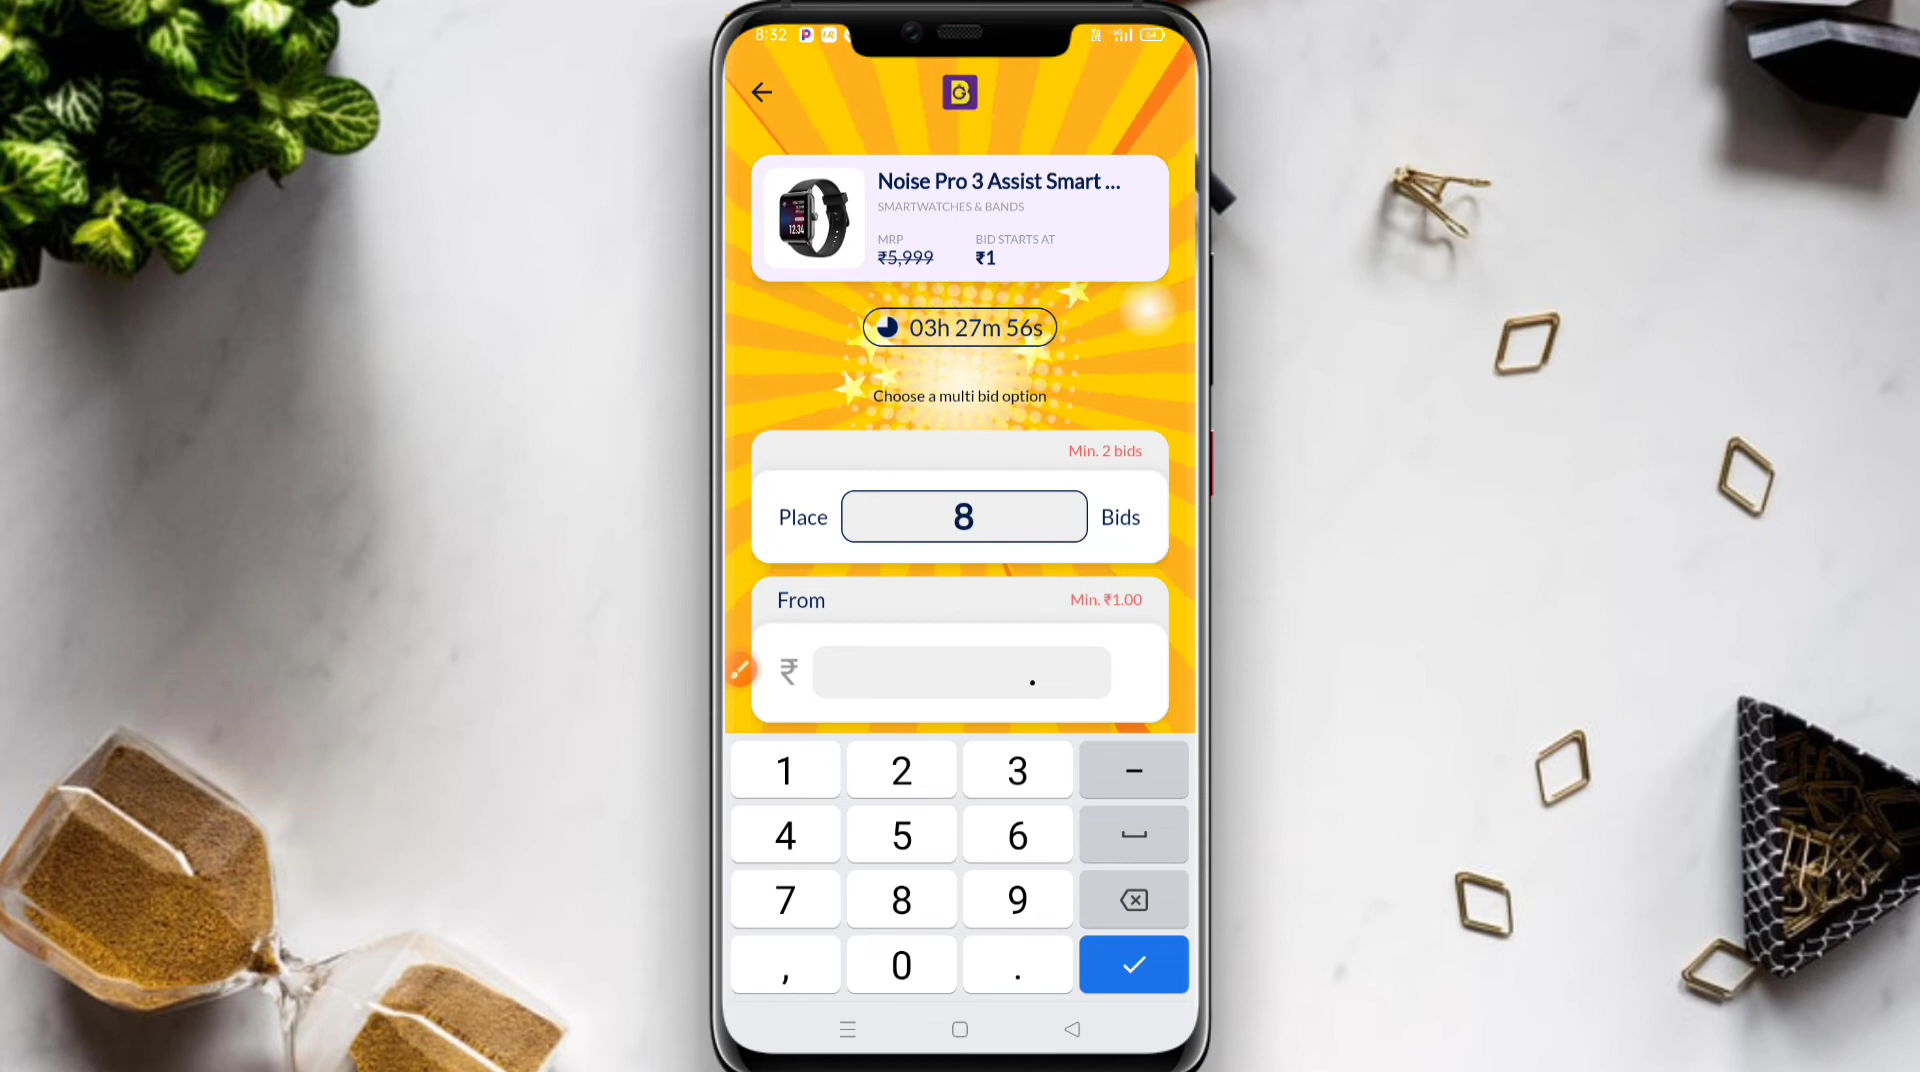 8:32
64
Noise Pro 3 Assist Smart ...
SMARTWATCHES & BANDS
MRP
BID STARTS AT
₹5,999
₹1
03h 27m 56s
Choose a multi bid option
Min. 2 bids
Place 8 Bids
From
Min. ₹1.00
₹ .
1 2 3 –
4 5 6
7 8 9
, 0 .